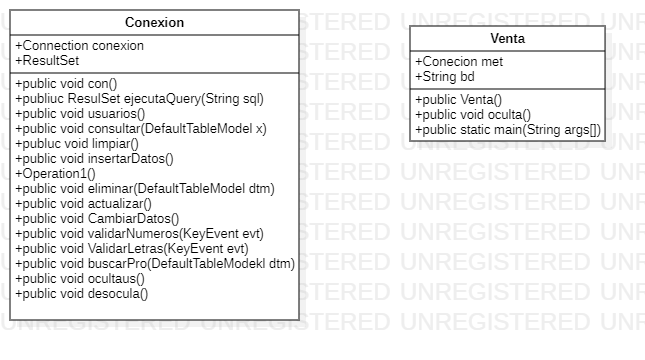 Conexion
+Connection conexion
+ResultSet
+public void con()
+publiuc ResulSet ejecutaQuery(String sql)
+public void usuarios()
+public void consultar(DefaultTableModel x)
+publuc void limpiar()
+public void insertarDatos()
+Operation1()
+public void eliminar(DefaultTableModel dtm)
+public void actualizar()
+public void CambiarDatos()
+public void validarNumeros(KeyEvent evt)
+public void ValidarLetras(KeyEvent evt)
+public void buscarPro(DefaultTableModekl dtm)
+public void ocultaus()
+public void desocula()
Venta
+Conecion met
+String bd
+public Venta()
+public void oculta()
+public static main(String args[])
UNREGISTERED UNREGISTERED